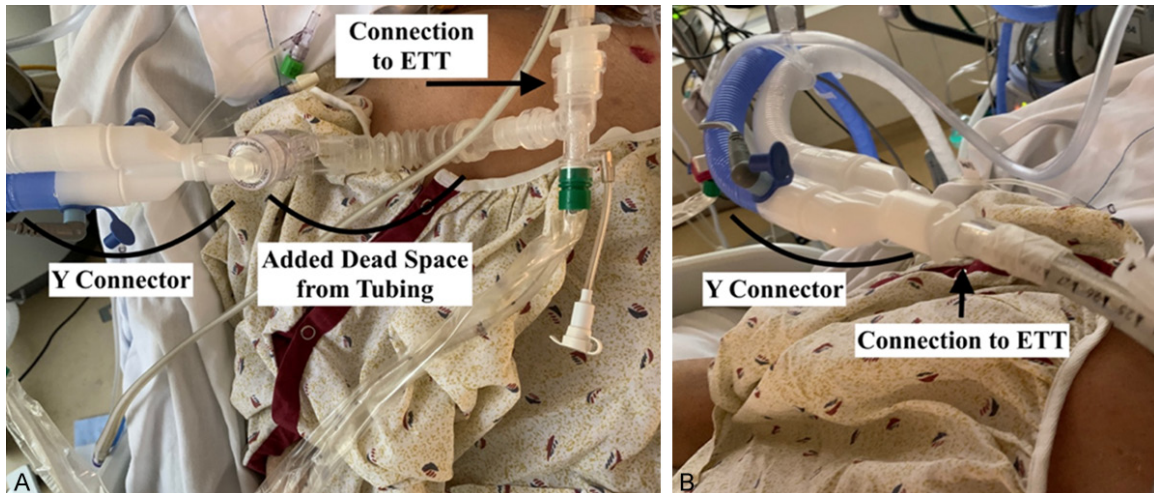 Connection
to ETT
Y Connector
Added Dead Space
from Tubing
A
Y Connector
Connection to ETT
B